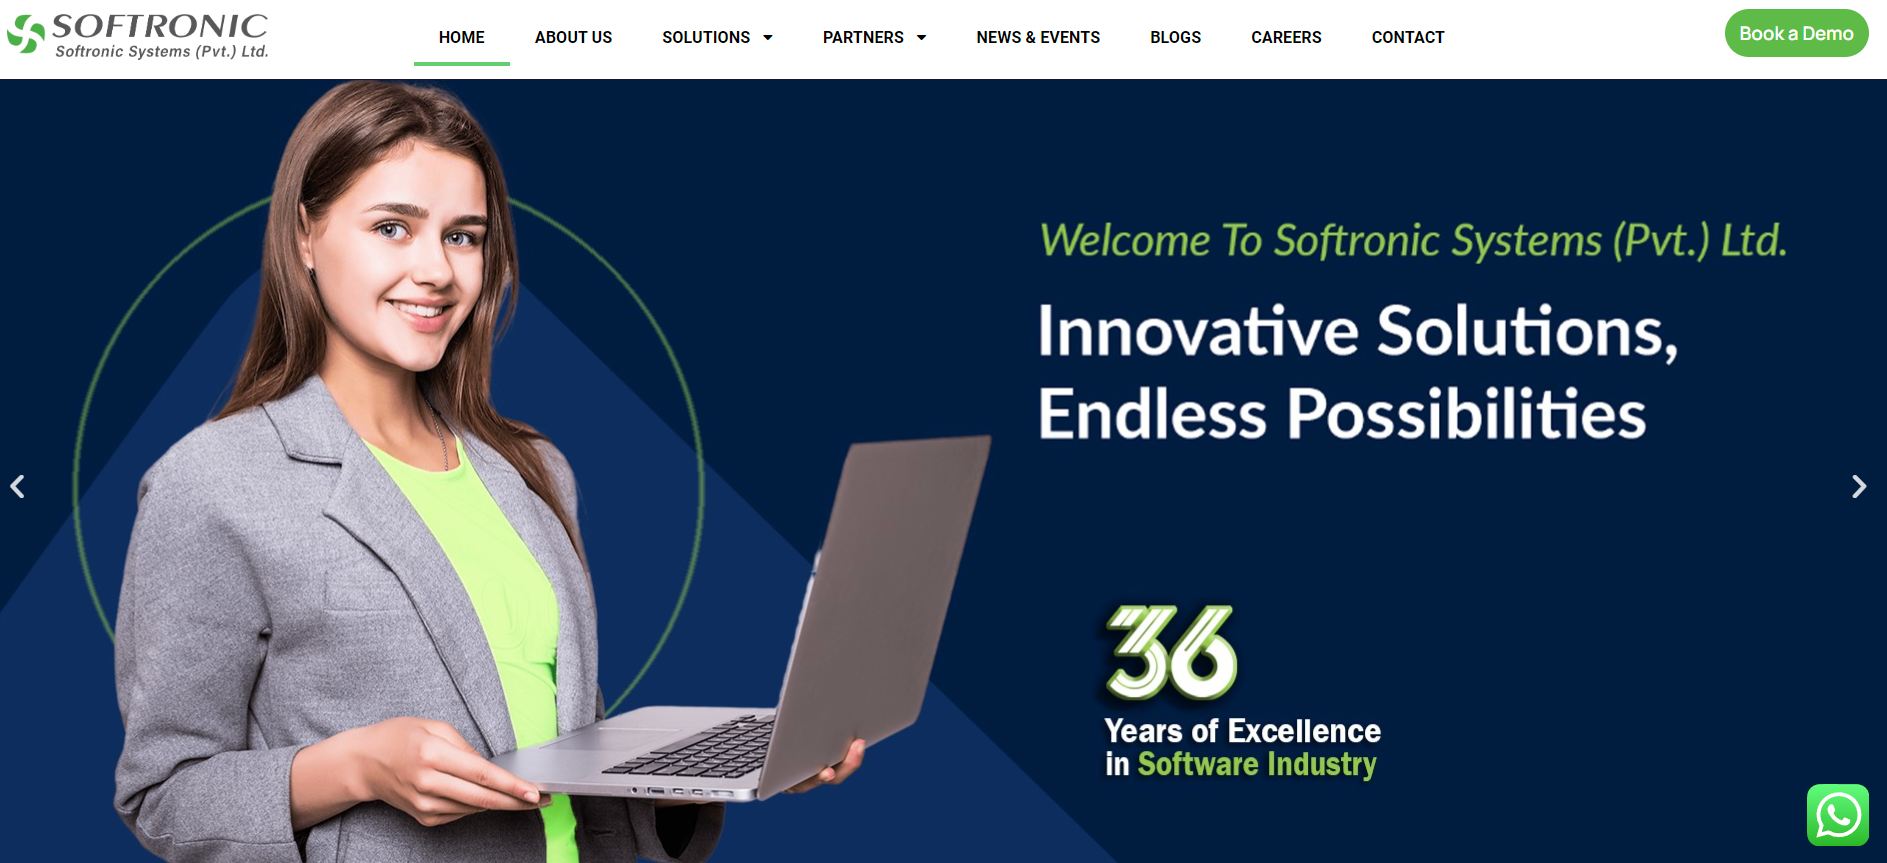 SOFTRONIC
Softronic Systems (Pvt.) Ltd.
HOME
ABOUT US
SOLUTIONS
PARTNERS
NEWS & EVENTS
BLOGS
CAREERS
CONTACT
Book a Demo
Welcome To Softronic Systems (Pvt.) Ltd.
Innovative Solutions,
Endless Possibilities
36
Years of Excellence
in Software Industry